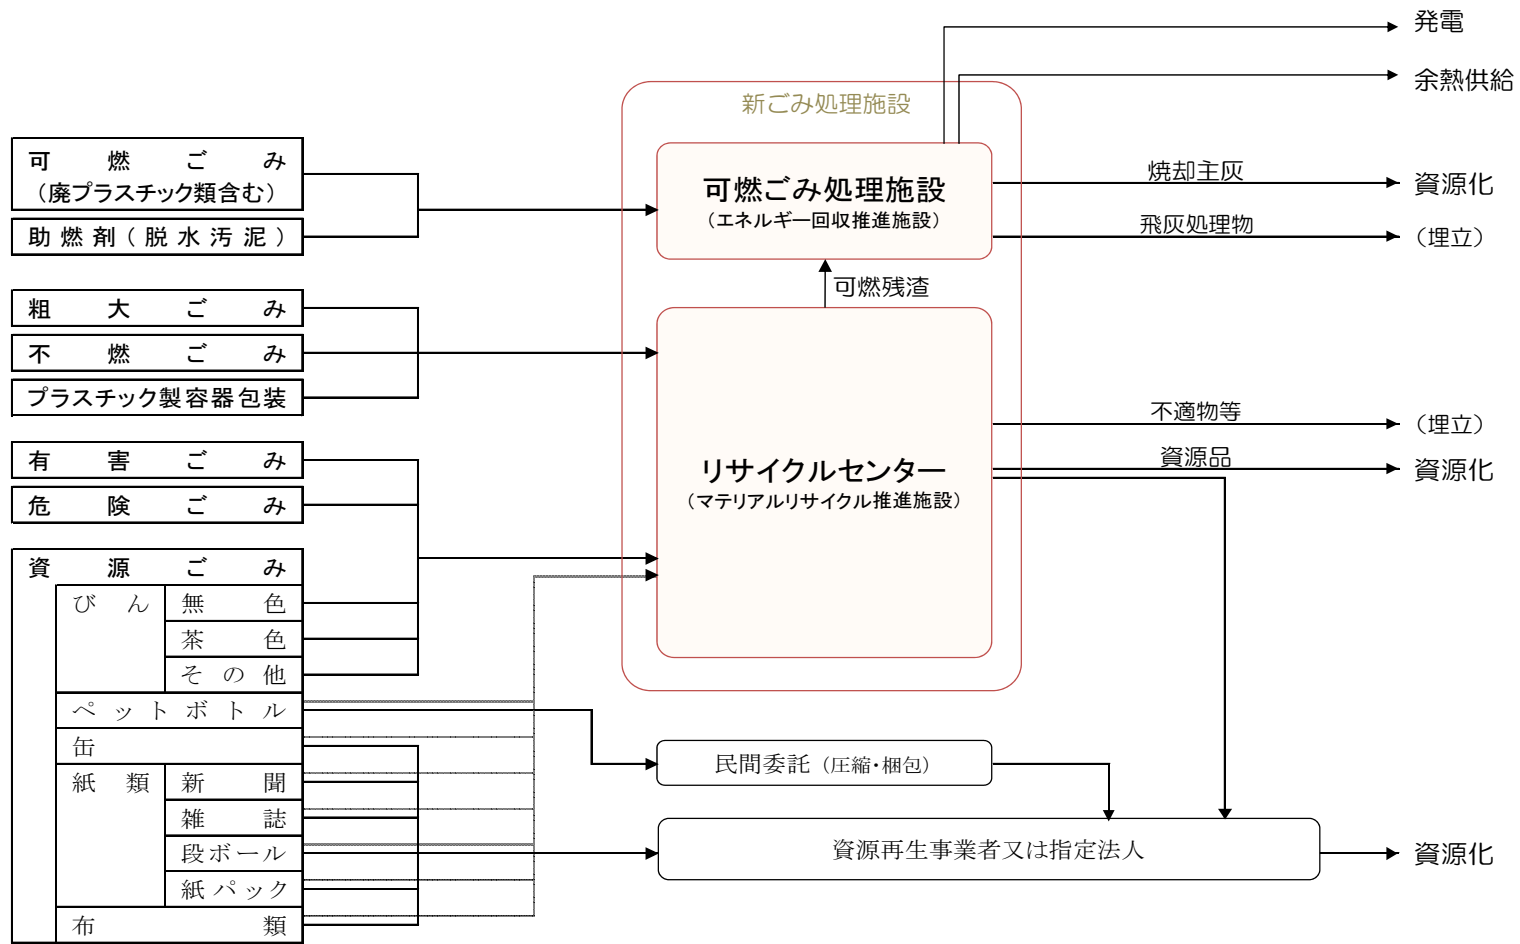 発電
余熱供給
新ごみ処理施設
可燃ごみ
（廃プラスチック類含む）
助燃剤（脱水汚泥）
可燃ごみ処理施設
（エネルギー回収推進施設）
焼却主灰
資源化
飛灰処理物
（埋立）
可燃残渣
粗大ごみ
不燃ごみ
プラスチック製容器包装
リサイクルセンター
（マテリアルリサイクル推進施設）
不適物等
（埋立）
資源品
資源化
有害ごみ
危険ごみ
資源ごみ
びん
無色
茶色
その他
ペットボトル
缶
紙類
新聞
雑誌
段ボール
紙パック
布類
民間委託（圧縮・梱包）
資源再生事業者又は指定法人
資源化